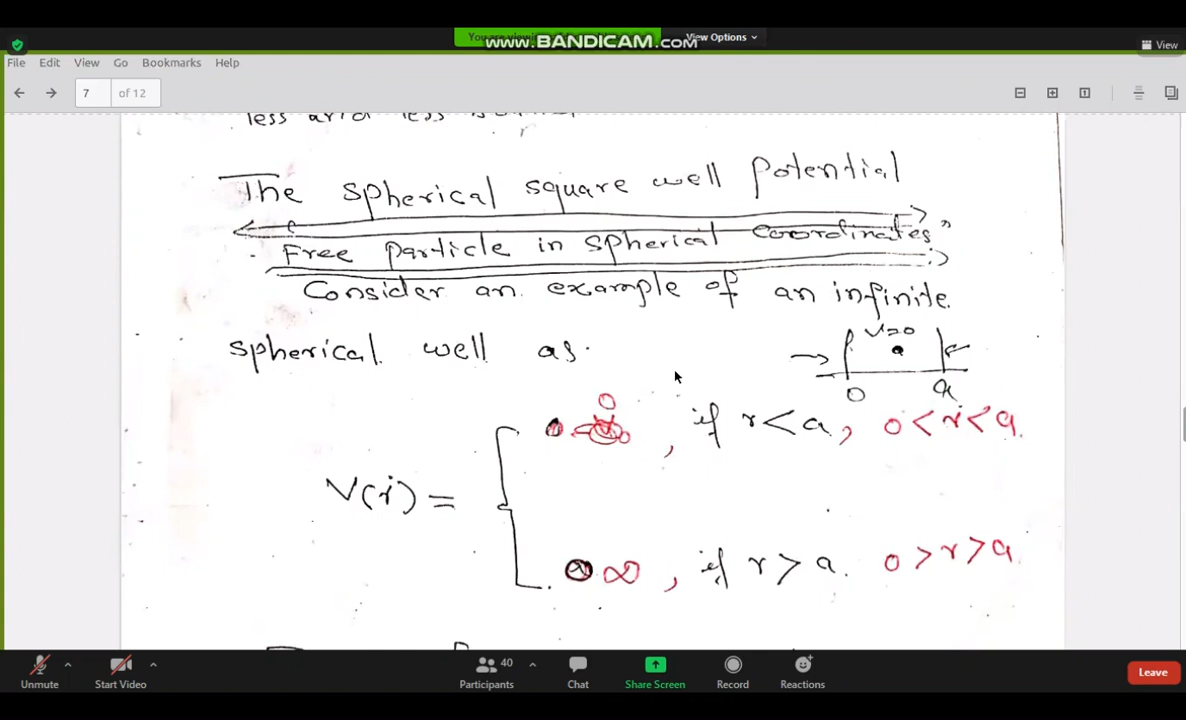 www.BANDICAM.com
View Options
View
File Edit View Go Bookmarks Help
7 of 12
The spherical square well potential
Free particle in spherical coordinates"
Consider an example of an infinite
spherical well as
V=0
0 a
0, if r<a, 0<r<a
V(r) =
∞, if r>a. 0>r>a
Unmute
Start Video
40
Participants
Chat
Share Screen
Record
Reactions
Leave